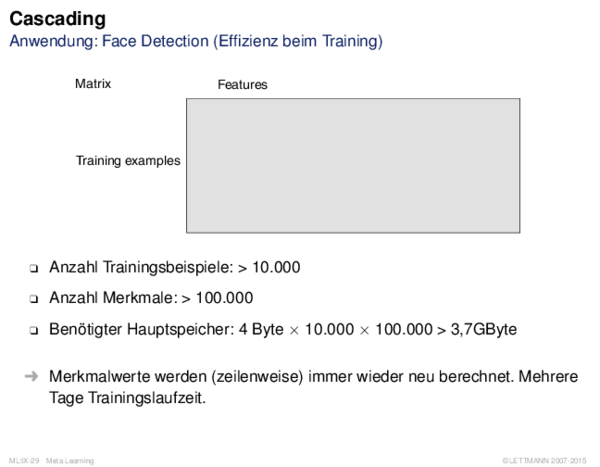 Cascading
Anwendung: Face Detection (Effizienz beim Training)
Matrix Features
Training examples
❑ Anzahl Trainingsbeispiele: > 10.000
❑ Anzahl Merkmale: > 100.000
❑ Benötigter Hauptspeicher: 4 Byte × 10.000 × 100.000 > 3,7GByte
➔ Merkmalwerte werden (zeilenweise) immer wieder neu berechnet. Mehrere
Tage Trainingslaufzeit.
ML:IX-29 Meta Learning ©LETTMANN 2007-2015